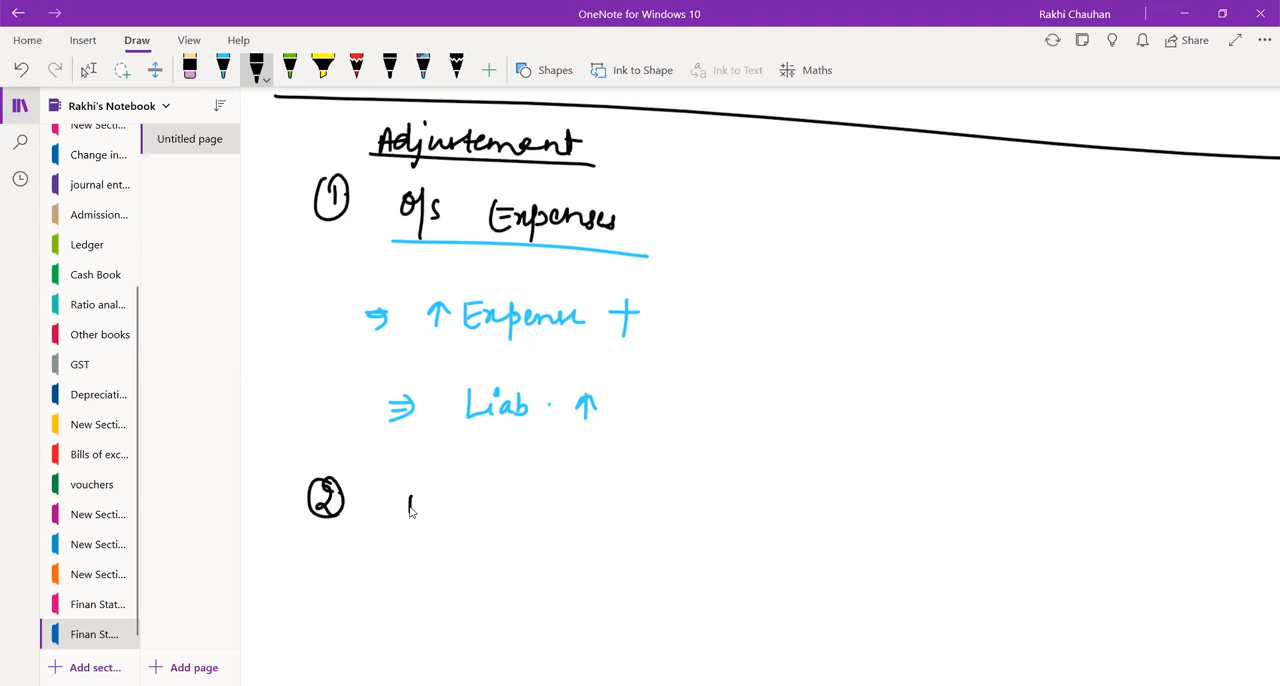 OneNote for Windows 10
Rakhi Chauhan
Home Insert Draw View Help
Share
Shapes
Ink to Shape
Ink to Text
Maths
Rakhi's Notebook
Untitled page
New Secti...
Change in...
journal ent...
Admission...
Ledger
Cash Book
Ratio anal...
Other books
GST
Depreciati...
New Section...
Bills of exc...
vouchers
New Secti...
New Secti...
New Secti...
Finan Stat...
Finan St....
Add sect...
Add page
Adjustement
① O/S Expenses
⇒ ↑ Expense +
⇒ Liab. ↑
②